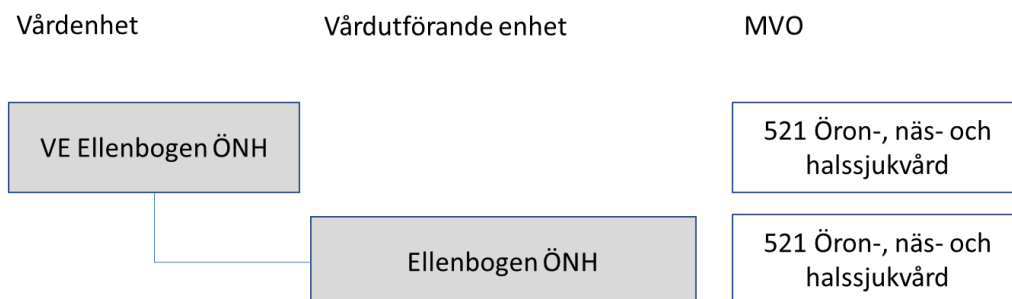 Vårdenhet
Vårdutförande enhet
MVO
VE Ellenbogen ÖNH
521 Öron-, näs- och
halssjukvård
Ellenbogen ÖNH
521 Öron-, näs- och
halssjukvård